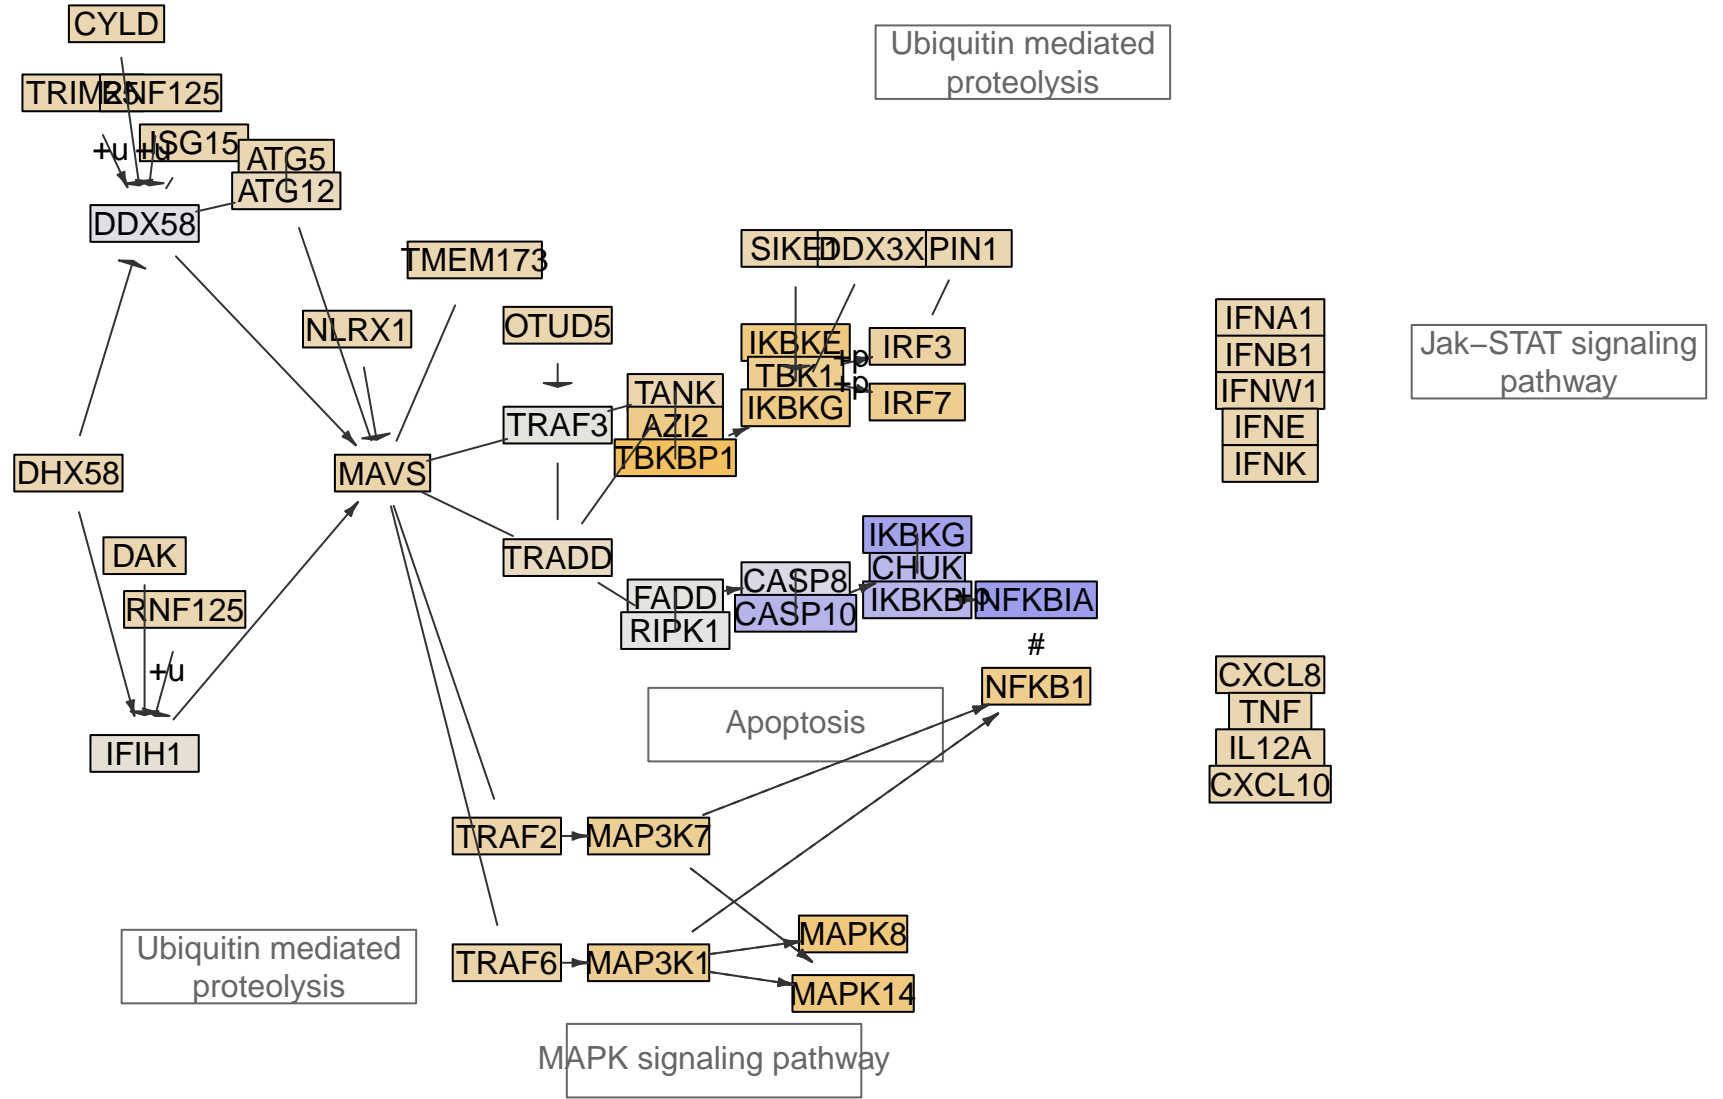 CYLD
Ubiquitin mediated
proteolysis
TRIM25
RNF125
ISG15
+u
+u
ATG5
ATG12
DDX58
TMEM173
SIKE1
DDX3X
PIN1
NLRX1
OTUD5
IFNA1
IFNB1
IFNW1
IFNE
IFNK
Jak−STAT signaling
pathway
IKBKE
TBK1
IKBKG
+p
+p
IRF3
IRF7
TANK
AZI2
TBKBP1
TRAF3
DHX58
MAVS
DAK
RNF125
+u
IFIH1
TRADD
FADD
RIPK1
CASP8
CASP10
IKBKG
CHUK
IKBKB
+p
NFKBIA
#
NFKB1
Apoptosis
CXCL8
TNF
IL12A
CXCL10
TRAF2
MAP3K7
TRAF6
MAP3K1
MAPK8
MAPK14
Ubiquitin mediated
proteolysis
MAPK signaling pathway